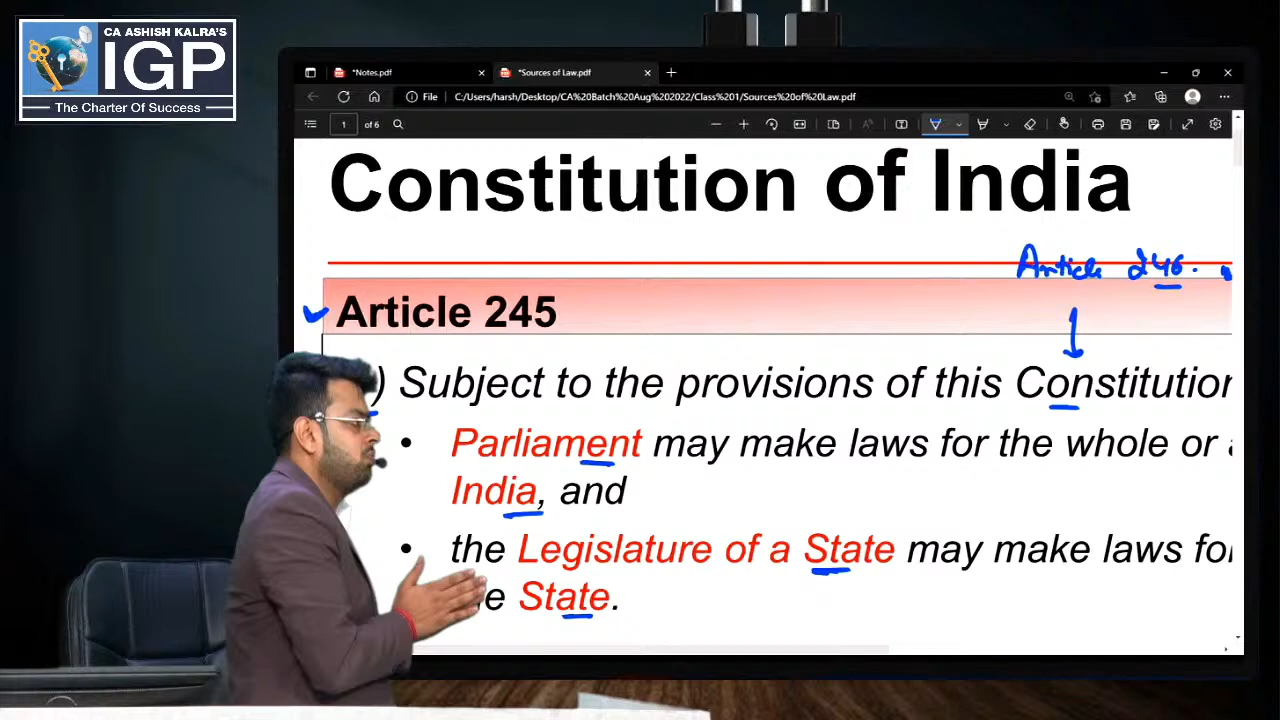 CA ASHISH KALRA'S
IGP
The Charter Of Success
*Notes.pdf
*Sources of Law.pdf
File
C:/Users/harsh/Desktop/CA%20Batch%20Aug%202022/Class%201/Sources%20of%20Law.pdf
1 of 6
Constitution of India
Article 246.
Article 245
) Subject to the provisions of this Constitution
• Parliament may make laws for the whole or
India, and
• the Legislature of a State may make laws for
e State.